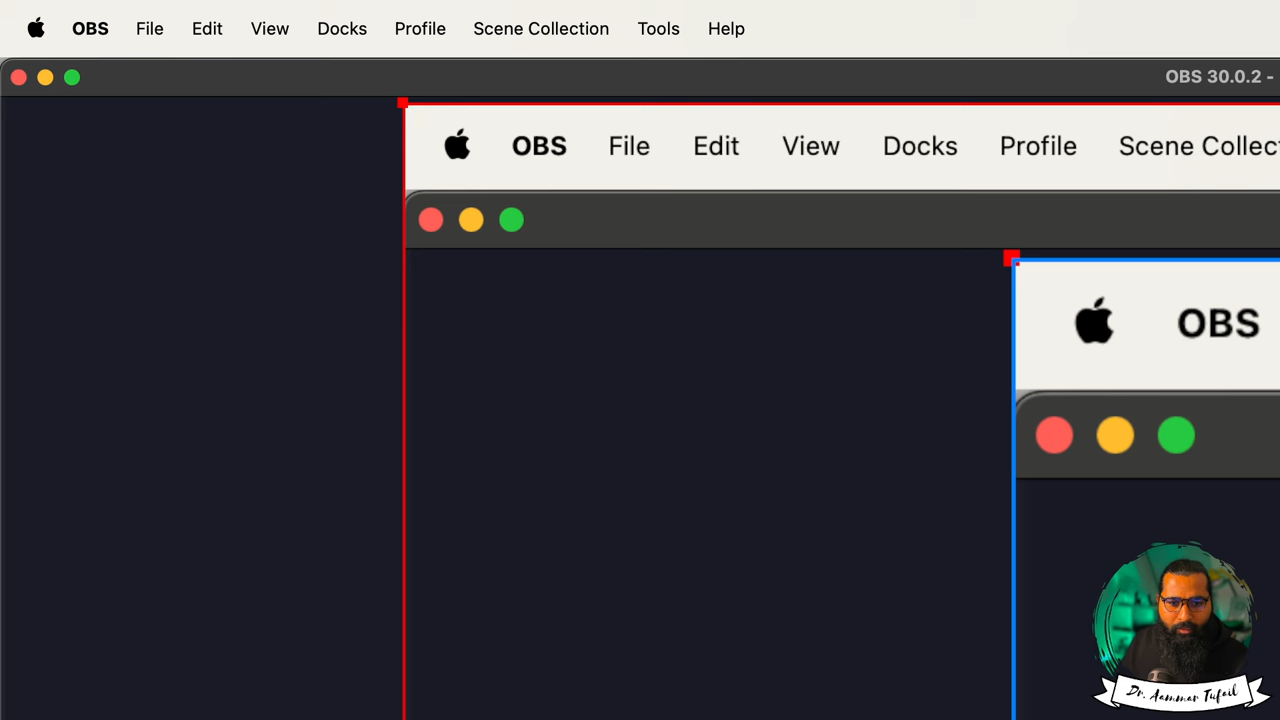 OBS File Edit View Docks Profile Scene Collection Tools Help
OBS 30.0.2 -
OBS File Edit View Docks Profile Scene Collect
OBS
Dr. Aammar Tufail